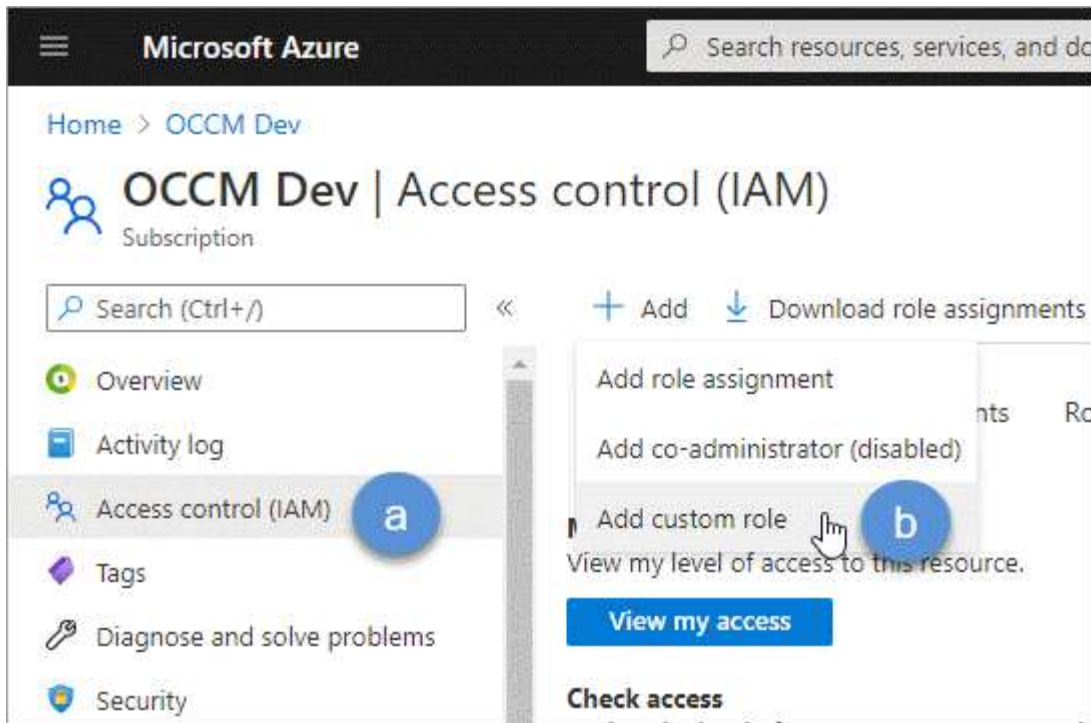 Microsoft Azure
Search resources, services, and do
Home > OCCM Dev
OCCM Dev | Access control (IAM)
Subscription
Search (Ctrl+/)
«
+ Add
Download role assignments
Overview
Activity log
Access control (IAM)
a
Tags
Diagnose and solve problems
Security
Add role assignment
Add co-administrator (disabled)
Add custom role
b
View my level of access to this resource.
View my access
Check access